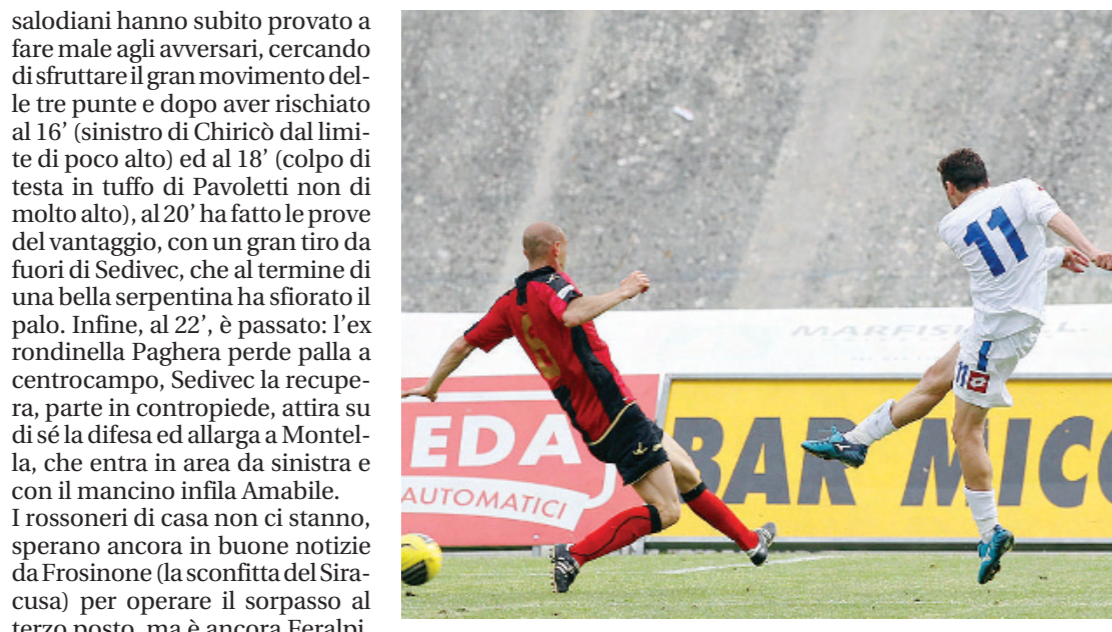 salodiani hanno subito provato a
fare male agli avversari, cercando
di sfruttare il gran movimento del-
le tre punte e dopo aver rischiato
al 16’ (sinistro di Chiricò dal limi-
te di poco alto) ed al 18’ (colpo di
testa in tuffo di Pavoletti non di
molto alto), al 20’ ha fatto le prove
del vantaggio, con un gran tiro da
fuori di Sedivec, che al termine di
una bella serpentina ha sfiorato il
palo. Infine, al 22’, è passato: l’ex
rondinella Paghera perde palla a
centrocampo, Sedivec la recupe-
ra, parte in contropiede, attira su
di sé la difesa ed allarga a Montel-
la, che entra in area da sinistra e
con il mancino infila Amabile.
I rossoneri di casa non ci stanno,
sperano ancora in buone notizie
da Frosinone (la sconfitta del Sira-
cusa) per operare il sorpasso al
terzo posto, ma è ancora Feralpi
11
11
EDA
AUTOMATICI
BAR MICO